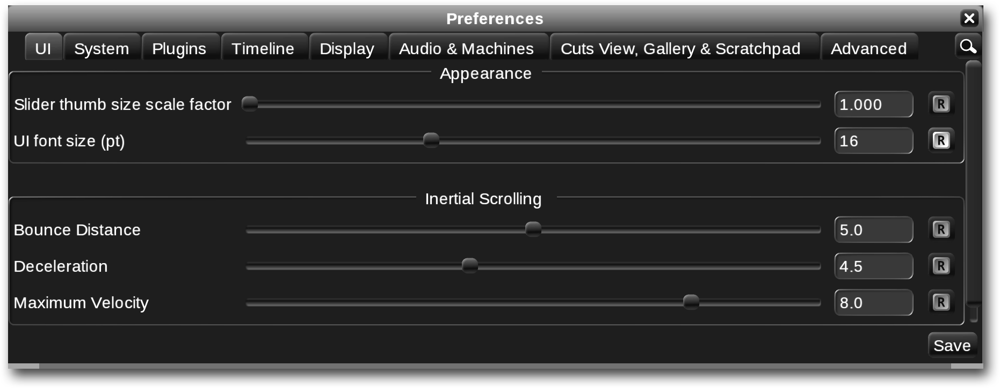 Preferences
UI System Plugins Timeline Display Audio & Machines Cuts View, Gallery & Scratchpad Advanced
Appearance
Slider thumb size scale factor 1.000 R
UI font size (pt) 16 R
Inertial Scrolling
Bounce Distance 5.0 R
Deceleration 4.5 R
Maximum Velocity 8.0 R
Save